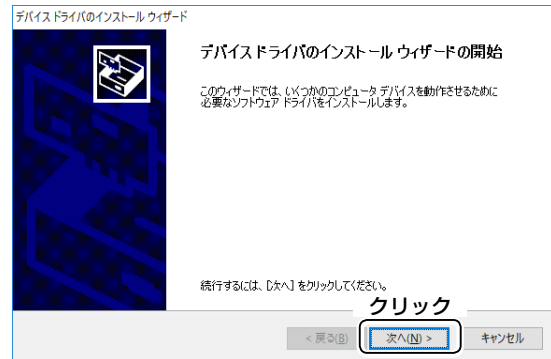 デバイス ドライバのインストール ウィザード
デバイス ドライバのインストール ウィザードの開始
このウィザードでは、いくつかのコンピュータ デバイスを動作させるために
必要なソフトウェア ドライバをインストールします。
続行するには、[次へ] をクリックしてください。
クリック
< 戻る(B) 次へ(N) > キャンセル